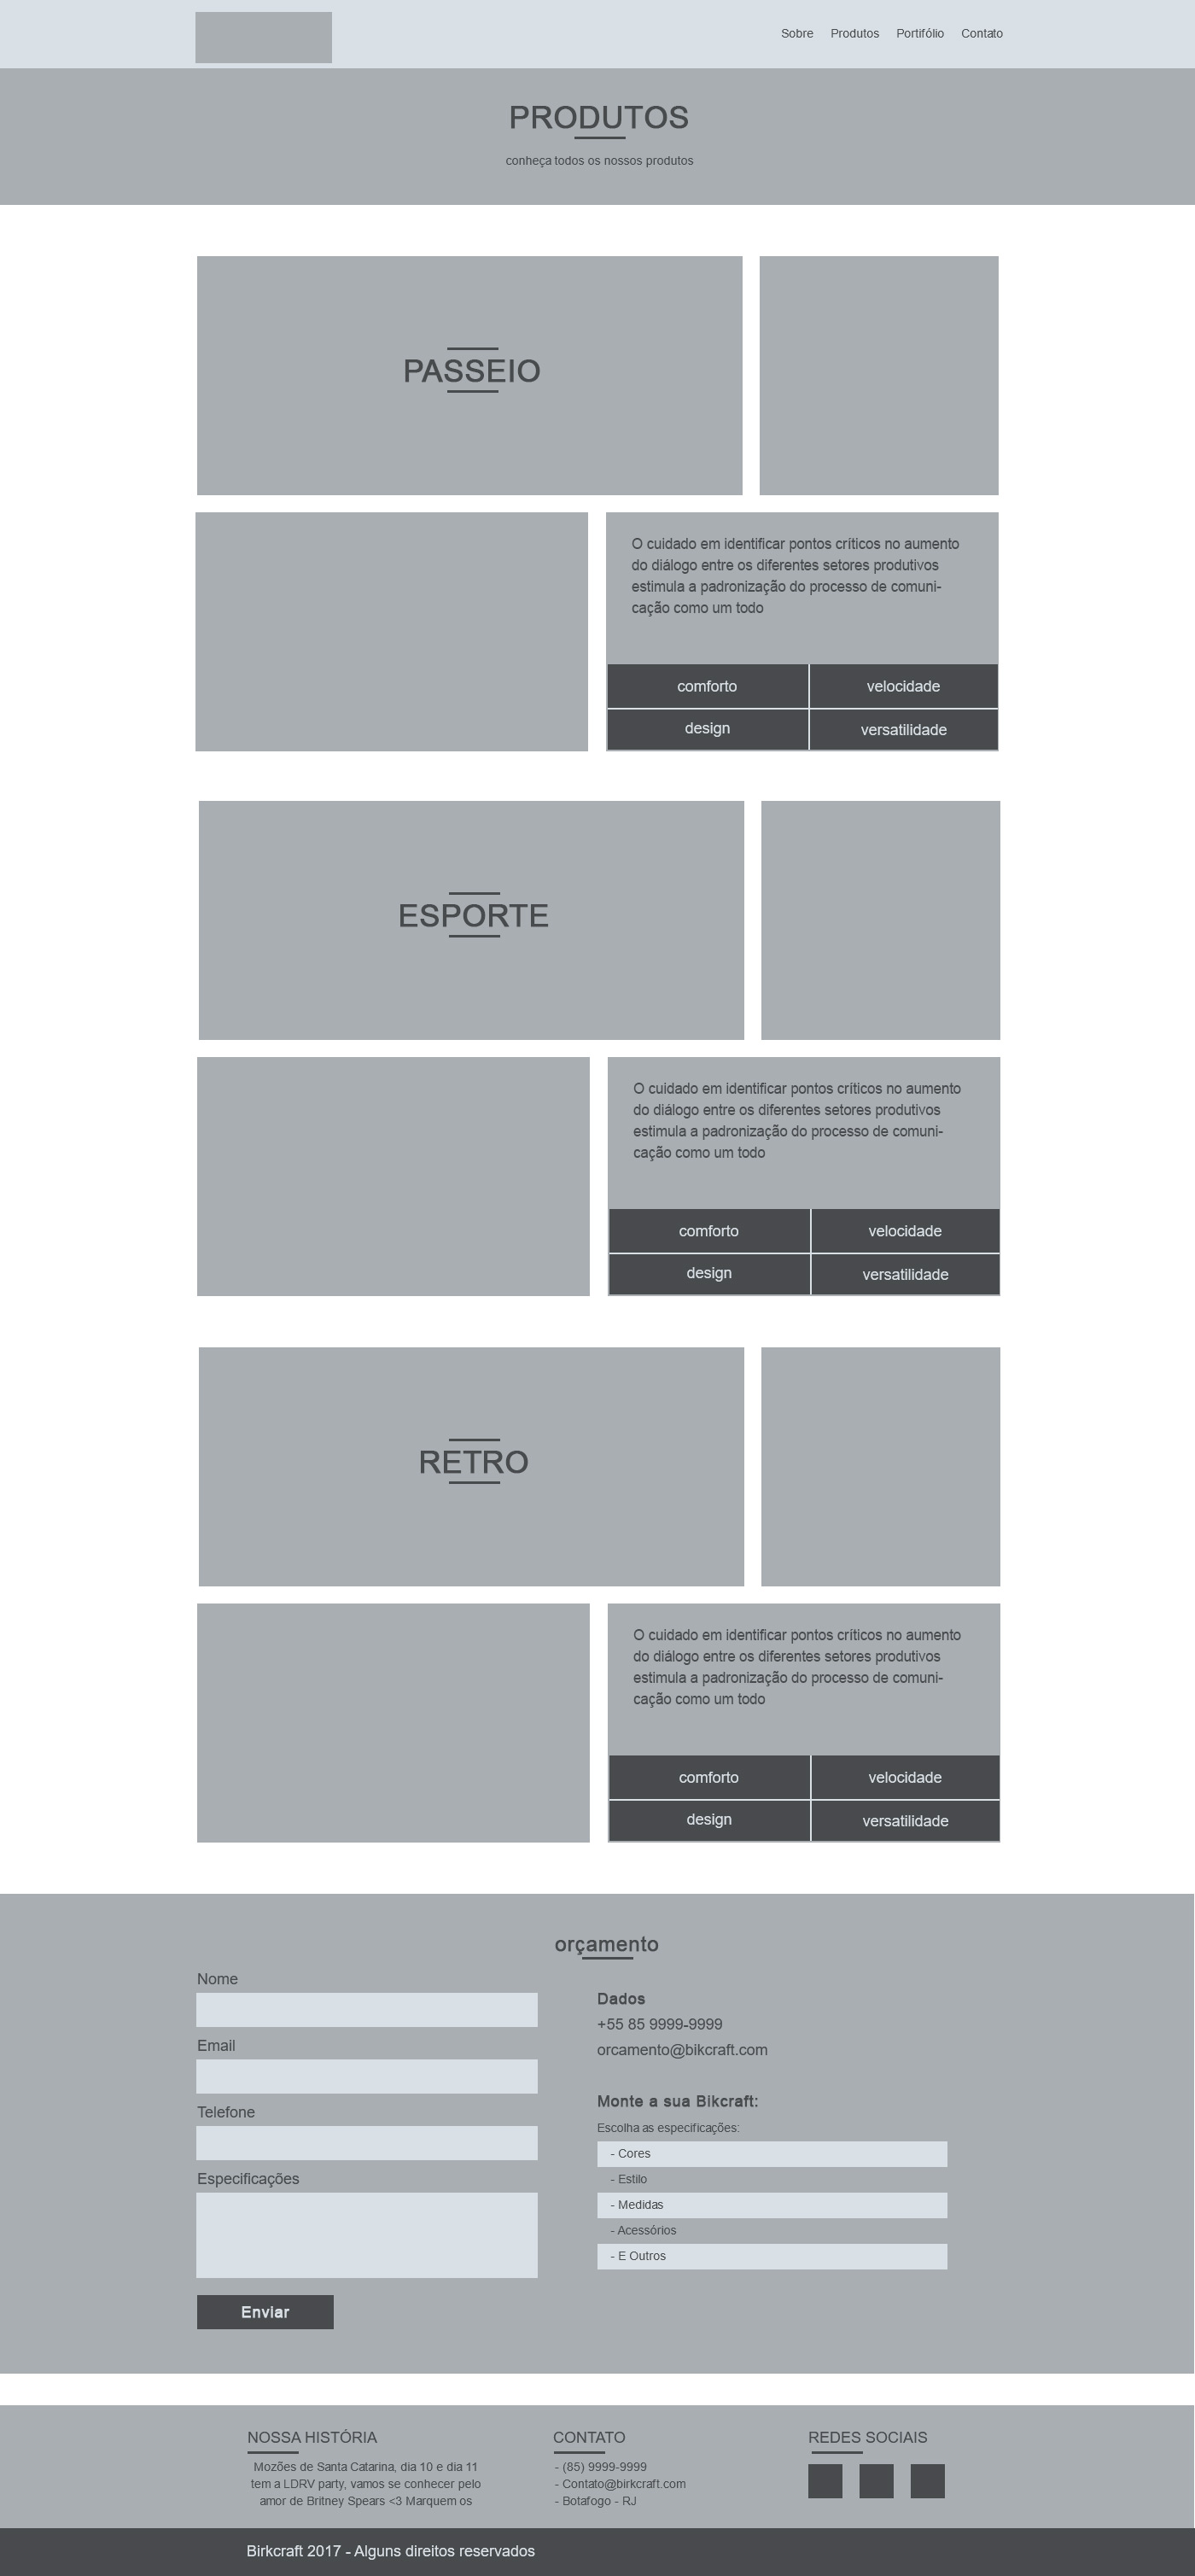 Sobre Produtos Portifólio Contato
PRODUTOS
conheça todos os nossos produtos
PASSEIO
O cuidado em identificar pontos críticos no aumento
do diálogo entre os diferentes setores produtivos
estimula a padronização do processo de comuni-
cação como um todo
comforto velocidade
design versatilidade
ESPORTE
O cuidado em identificar pontos críticos no aumento
do diálogo entre os diferentes setores produtivos
estimula a padronização do processo de comuni-
cação como um todo
comforto velocidade
design versatilidade
RETRO
O cuidado em identificar pontos críticos no aumento
do diálogo entre os diferentes setores produtivos
estimula a padronização do processo de comuni-
cação como um todo
comforto velocidade
design versatilidade
orçamento
Nome
Email
Telefone
Especificações
Enviar
Dados
+55 85 9999-9999
orcamento@bikcraft.com
Monte a sua Bikcraft:
Escolha as especificações:
- Cores
- Estilo
- Medidas
- Acessórios
- E Outros
NOSSA HISTÓRIA
Mozões de Santa Catarina, dia 10 e dia 11
tem a LDRV party, vamos se conhecer pelo
amor de Britney Spears <3 Marquem os
CONTATO
- (85) 9999-9999
- Contato@birkcraft.com
- Botafogo - RJ
REDES SOCIAIS
Birkcraft 2017 - Alguns direitos reservados